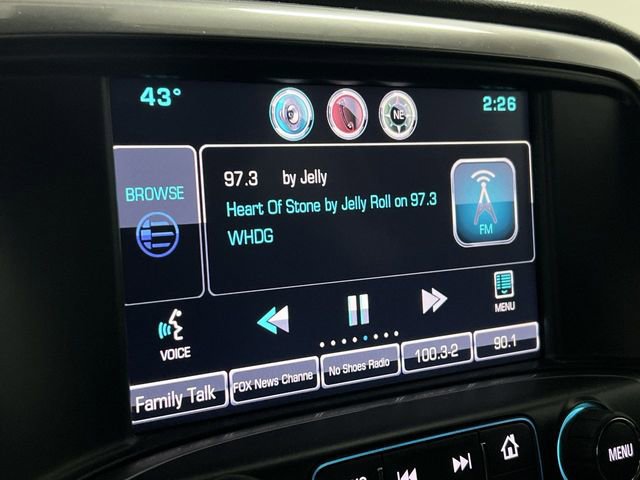 43°
NE
2:26
BROWSE
97.3 by Jelly
Heart Of Stone by Jelly Roll on 97.3
WHDG
FM
VOICE
MENU
Family Talk
FOX News Channe
No Shoes Radio
100.3-2
90.1
MENU